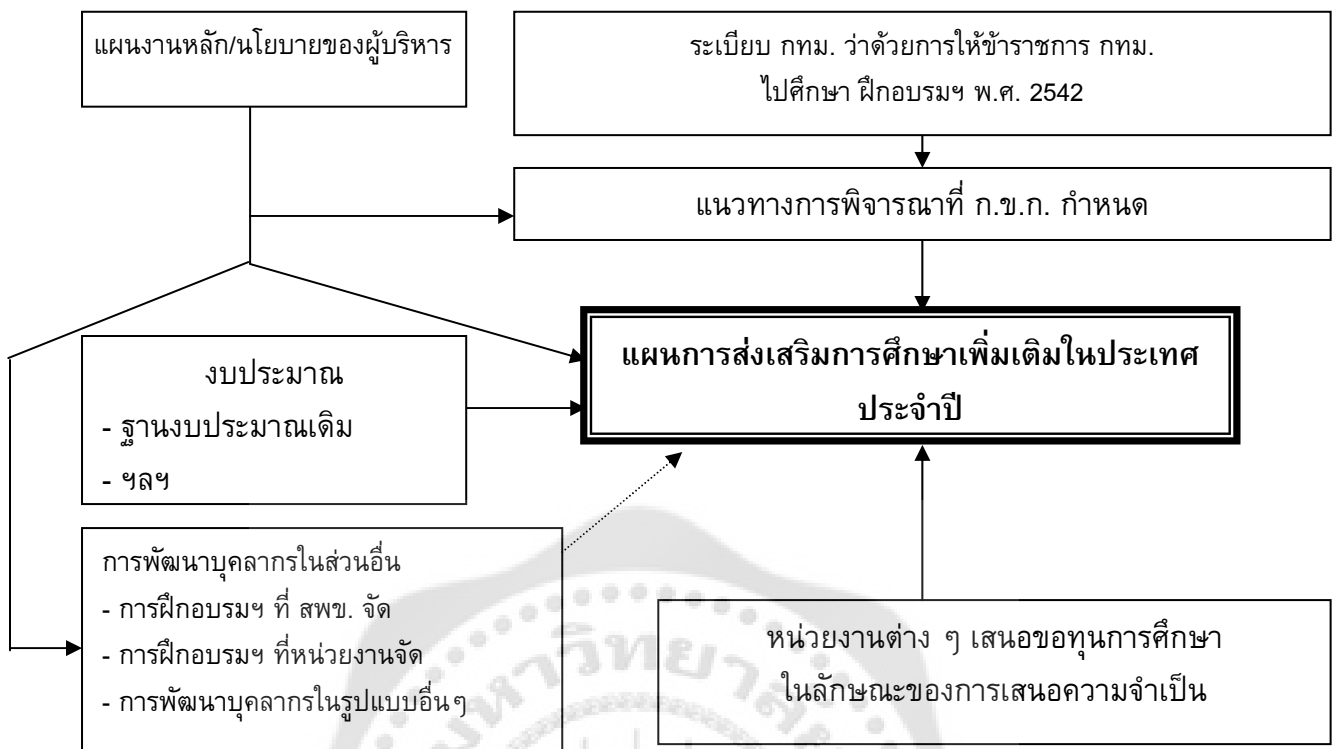 แผนงานหลัก/นโยบายของผู้บริหาร
ระเบียบ กทม. ว่าด้วยการให้ข้าราชการ กทม.
ไปศึกษา ฝึกอบรมฯ พ.ศ. 2542
แนวทางการพิจารณาที่ ก.ข.ก. กำหนด
แผนการส่งเสริมการศึกษาเพิ่มเติมในประเทศ
ประจำปี
งบประมาณ
- ฐานงบประมาณเดิม
- ฯลฯ
การพัฒนาบุคลากรในส่วนอื่น
- การฝึกอบรมฯ ที่ สพข. จัด
- การฝึกอบรมฯ ที่หน่วยงานจัด
- การพัฒนาบุคลากรในรูปแบบอื่นๆ
หน่วยงานต่าง ๆ เสนอขอทุนการศึกษา
ในลักษณะของการเสนอความจำเป็น